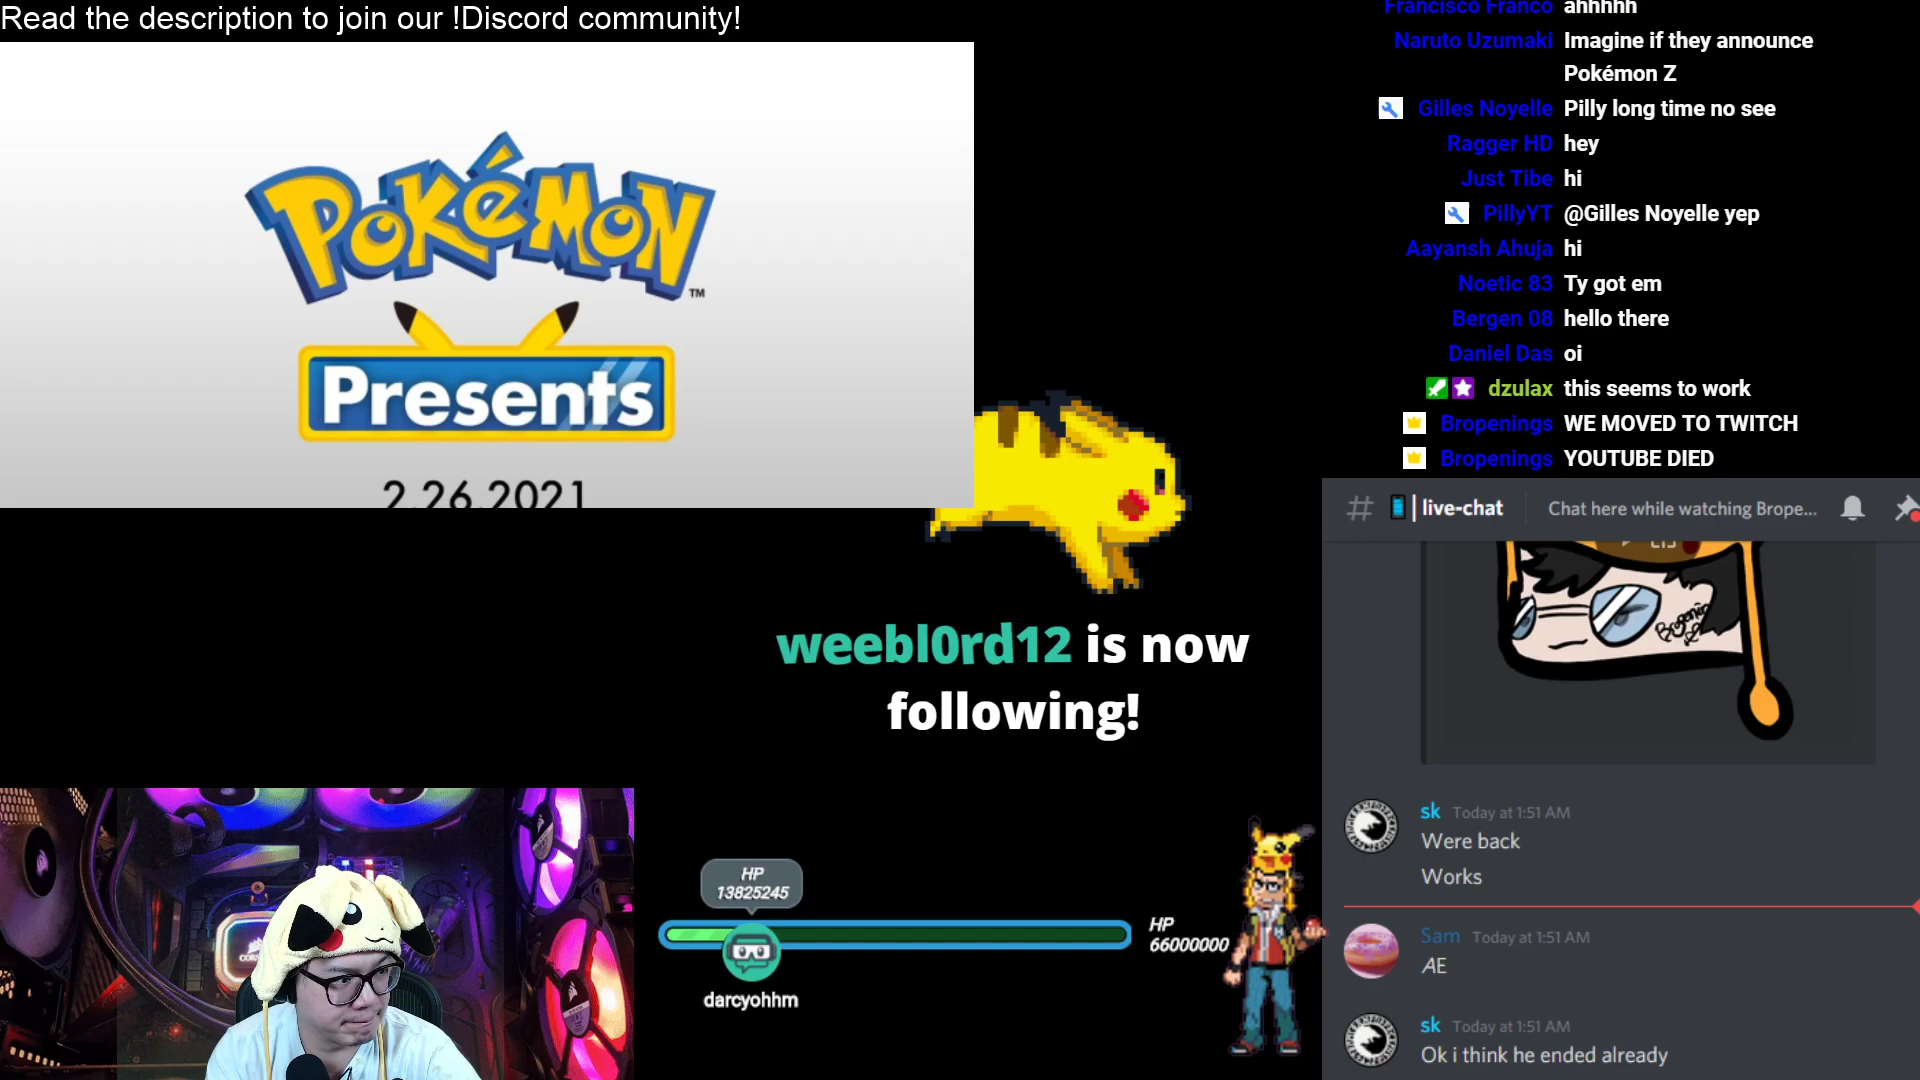 Read the description to join our !Discord community!
POKéMON
TM
Presents
2.26.2021
Francisco Franco ahhhhh
Naruto Uzumaki Imagine if they announce
Pokémon Z
Gilles Noyelle Pilly long time no see
Ragger HD hey
Just Tibe hi
PillyYT @Gilles Noyelle yep
Aayansh Ahuja hi
Noetic 83 Ty got em
Bergen 08 hello there
Daniel Das oi
dzulax this seems to work
Bropenings WE MOVED TO TWITCH
Bropenings YOUTUBE DIED
# | live-chat Chat here while watching Brope...
weebl0rd12 is now
following!
HP
13825245
HP
66000000
darcyohhm
sk Today at 1:51 AM
Were back
Works
Sam Today at 1:51 AM
AE
sk Today at 1:51 AM
Ok i think he ended already